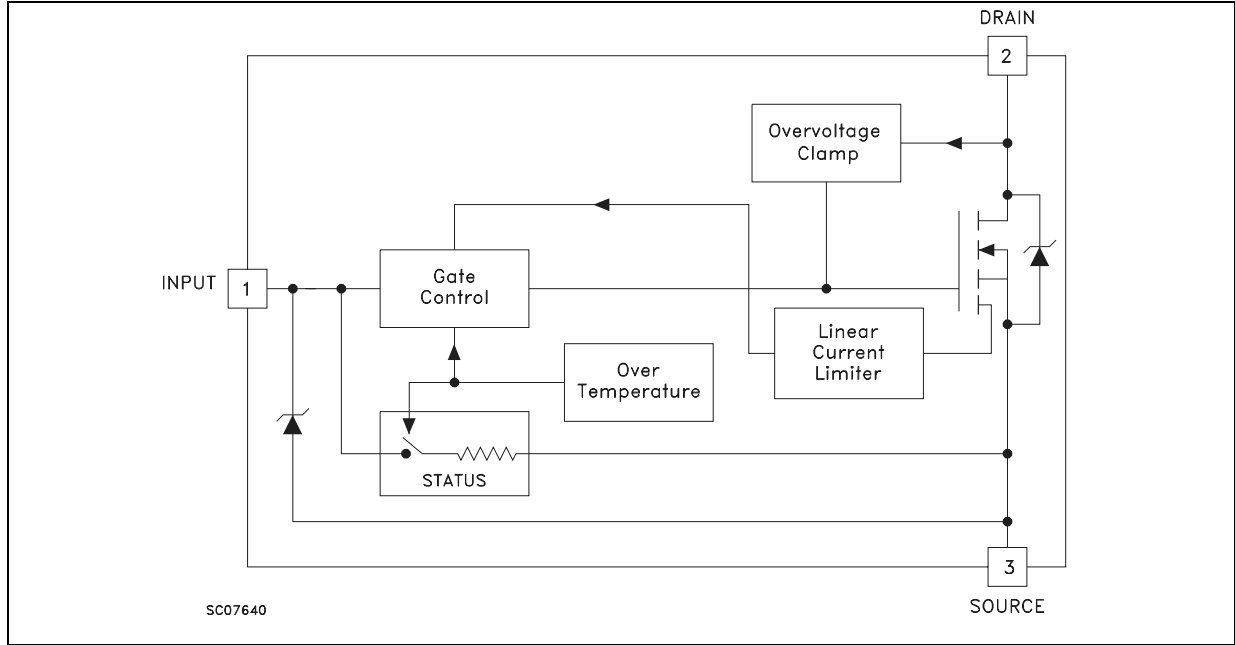 DRAIN
2
Overvoltage
Clamp
INPUT
1
Gate
Control
Linear
Current
Limiter
Over
Temperature
STATUS
3
SOURCE
SC07640